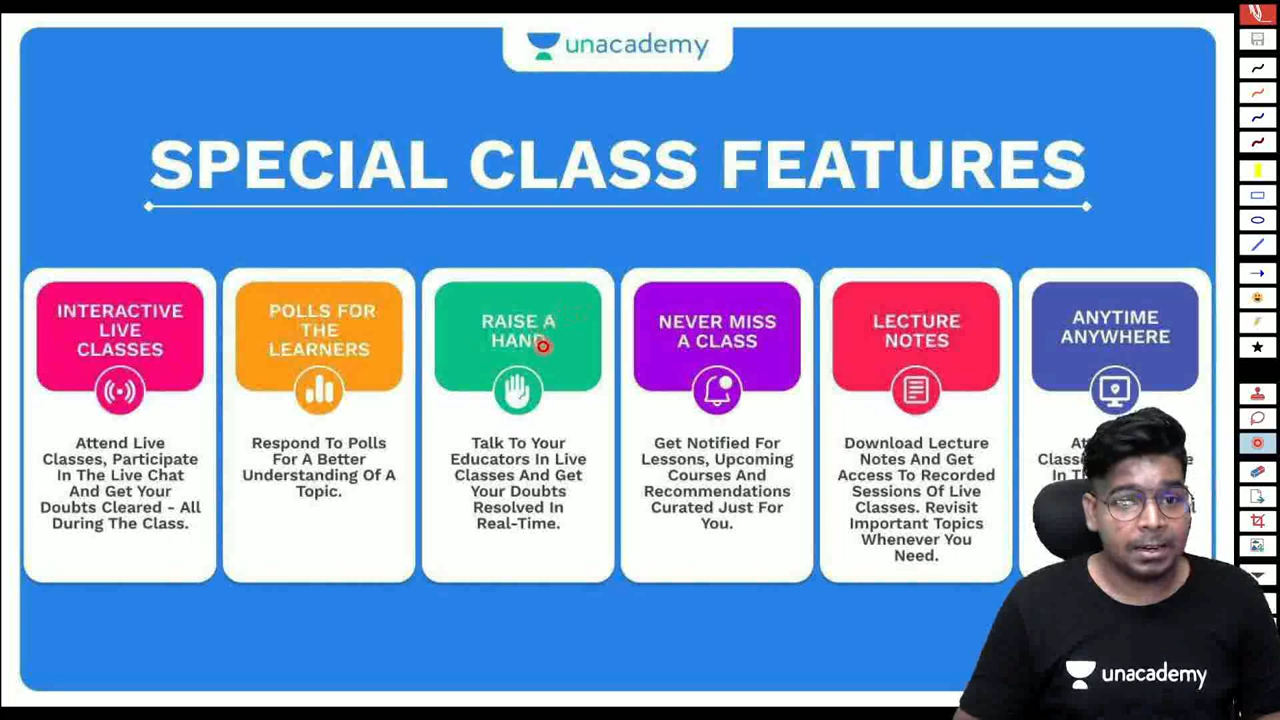 unacademy
SPECIAL CLASS FEATURES
INTERACTIVE
LIVE
CLASSES
Attend Live
Classes, Participate
In The Live Chat
And Get Your
Doubts Cleared - All
During The Class.
POLLS FOR
THE
LEARNERS
Respond To Polls
For A Better
Understanding Of A
Topic.
RAISE A
HAND
Talk To Your
Educators In Live
Classes And Get
Your Doubts
Resolved In
Real-Time.
NEVER MISS
A CLASS
Get Notified For
Lessons, Upcoming
Courses And
Recommendations
Curated Just For
You.
LECTURE
NOTES
Download Lecture
Notes And Get
Access To Recorded
Sessions Of Live
Classes. Revisit
Important Topics
Whenever You
Need.
ANYTIME
ANYWHERE
unacademy